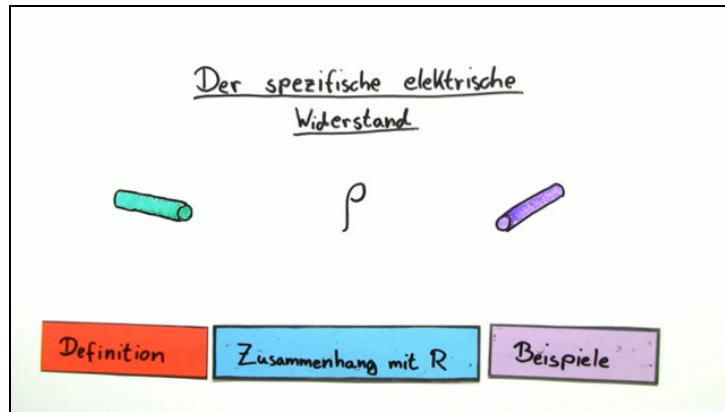 Der spezifische elektrische
Widerstand
ρ
Definition
Zusammenhang mit R
Beispiele